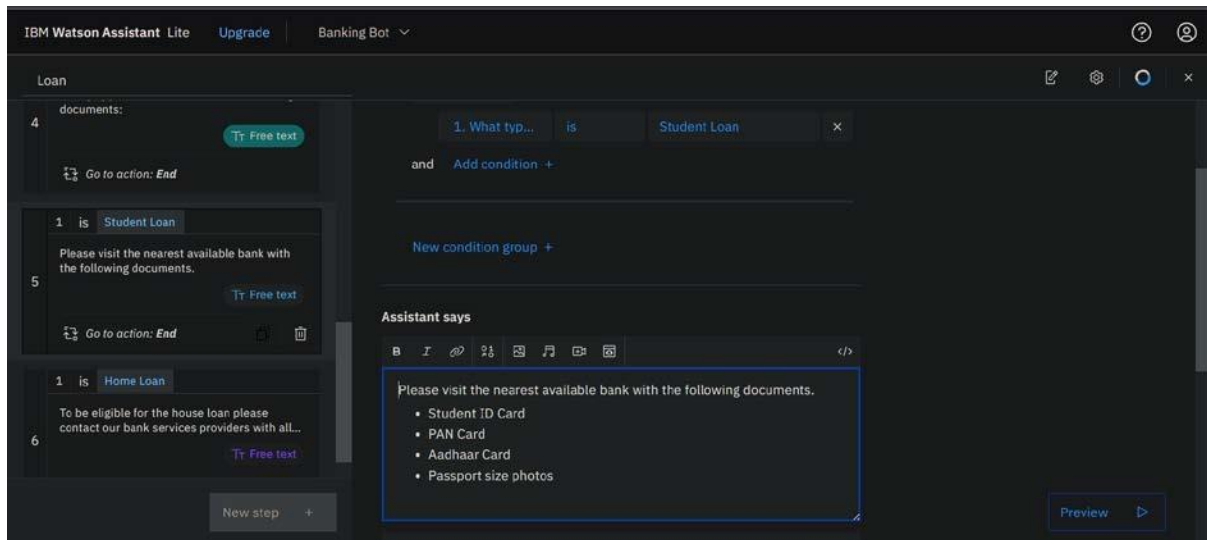 IBM Watson Assistant Lite Upgrade Banking Bot
Loan
documents:
4
Tт Free text
Go to action: End
1 is Student Loan
Please visit the nearest available bank with
the following documents.
5
Tт Free text
Go to action: End
1 is Home Loan
To be eligible for the house loan please
contact our bank services providers with all...
6
Tт Free text
New step +
1. What typ... is Student Loan ×
and Add condition +
New condition group +
Assistant says
B I </>
Please visit the nearest available bank with the following documents.
• Student ID Card
• PAN Card
• Aadhaar Card
• Passport size photos
Preview